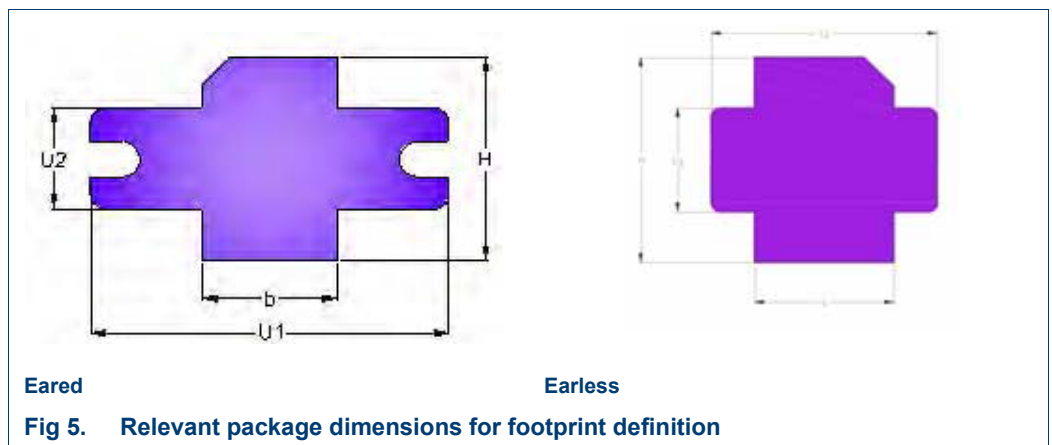 U2
H
b
U1
Eared
Earless
Fig 5. Relevant package dimensions for footprint definition